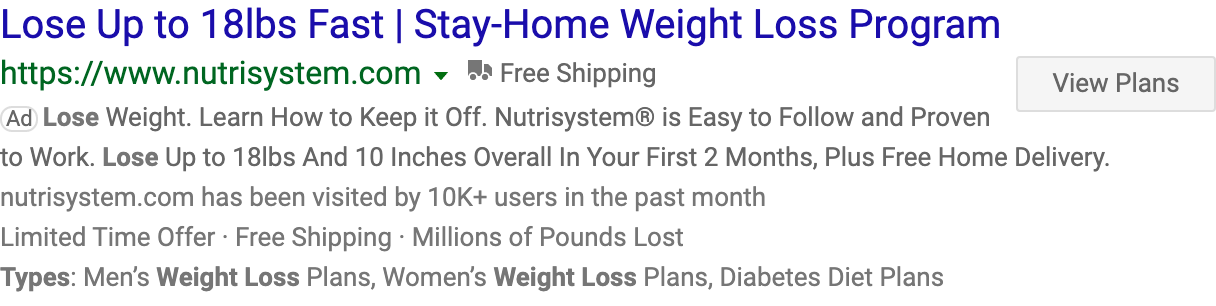 Lose Up to 18lbs Fast | Stay-Home Weight Loss Program
https://www.nutrisystem.com Free Shipping
View Plans
Ad Lose Weight. Learn How to Keep it Off. Nutrisystem® is Easy to Follow and Proven
to Work. Lose Up to 18lbs And 10 Inches Overall In Your First 2 Months, Plus Free Home Delivery.
nutrisystem.com has been visited by 10K+ users in the past month
Limited Time Offer · Free Shipping · Millions of Pounds Lost
Types: Men’s Weight Loss Plans, Women’s Weight Loss Plans, Diabetes Diet Plans